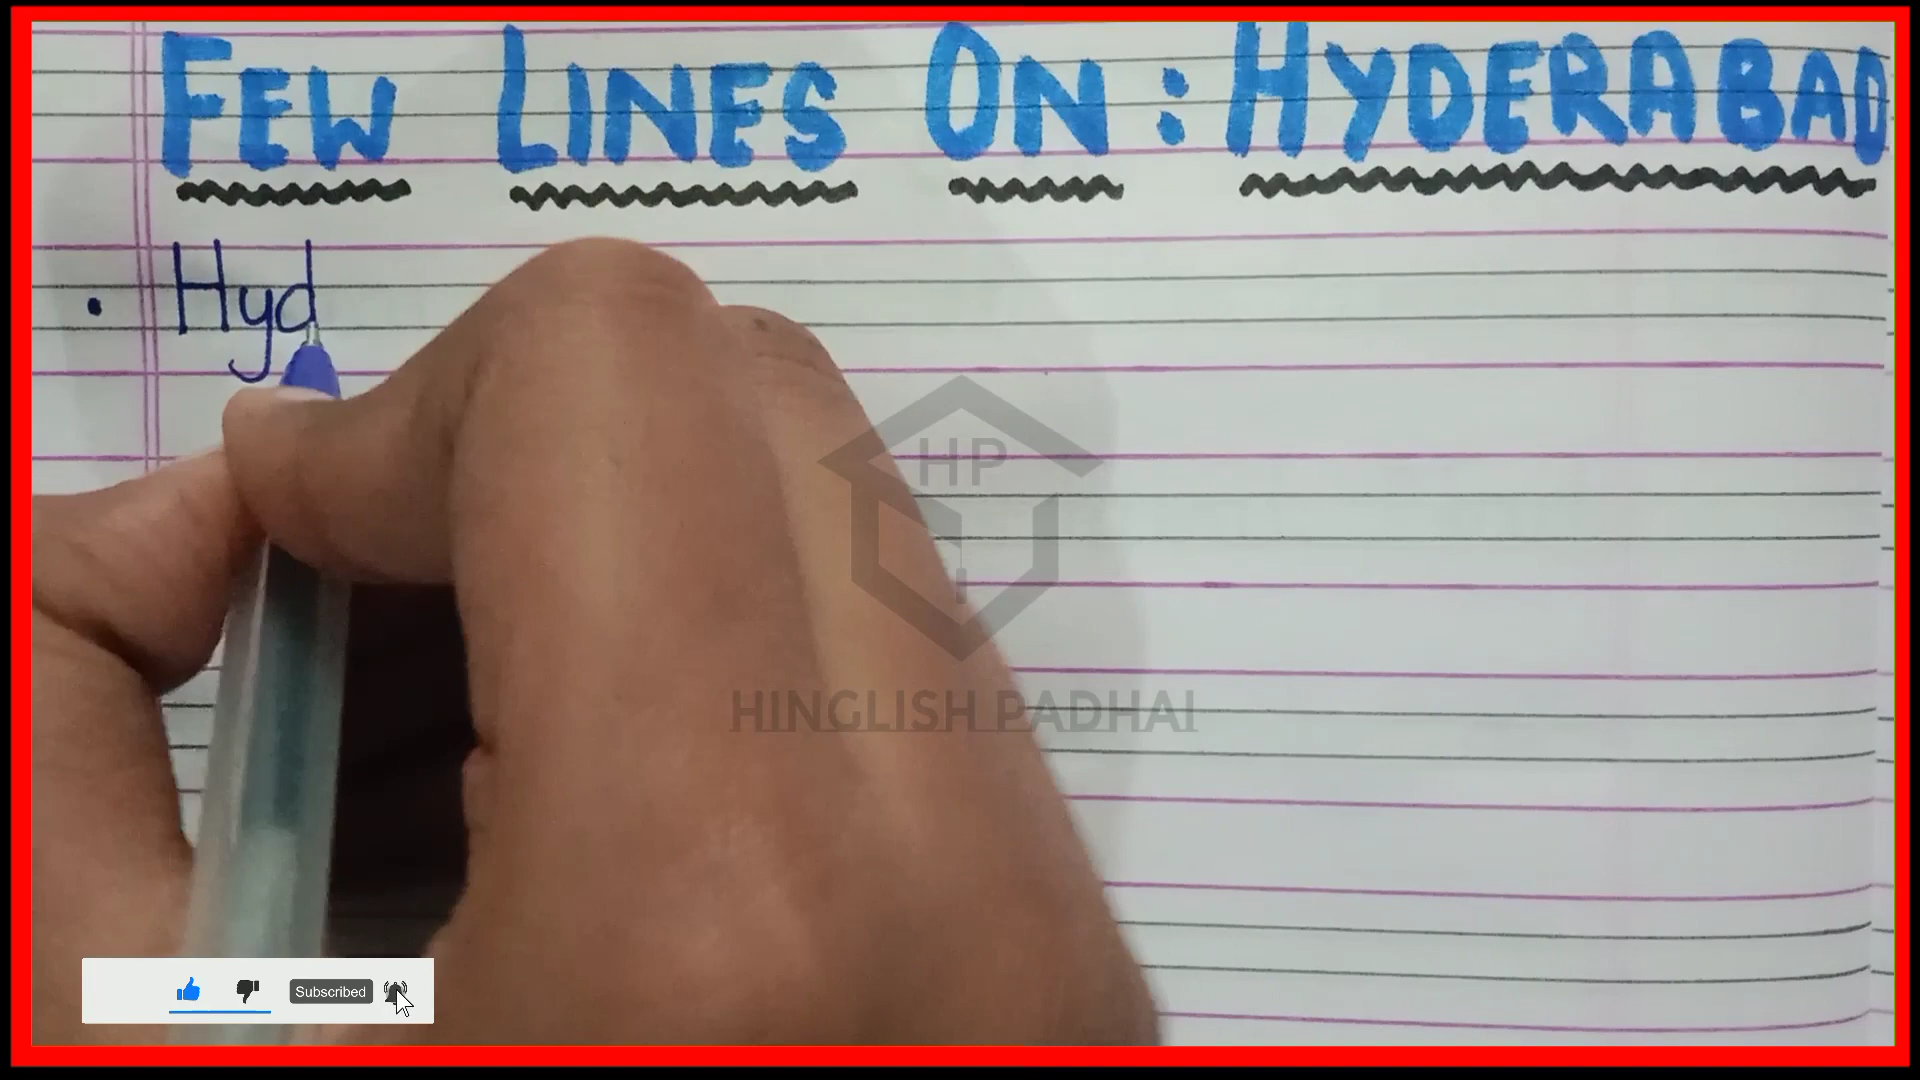 FEW LINES ON : HYDERABAD
• Hyd
HP
HINGLISH PADHAI
Subscribed